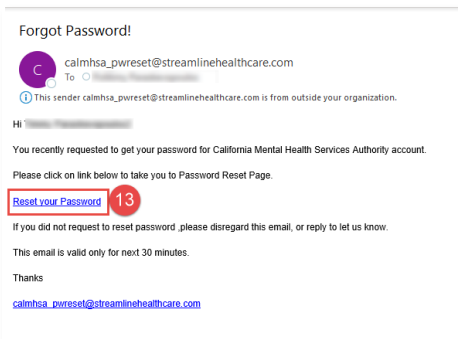 Forgot Password!
C
calmhsa_pwreset@streamlinehealthcare.com
To
This sender calmhsa_pwreset@streamlinehealthcare.com is from outside your organization.
Hi
You recently requested to get your password for California Mental Health Services Authority account.
Please click on link below to take you to Password Reset Page.
Reset your Password 13
If you did not request to reset password ,please disregard this email, or reply to let us know.
This email is valid only for next 30 minutes.
Thanks
calmhsa_pwreset@streamlinehealthcare.com